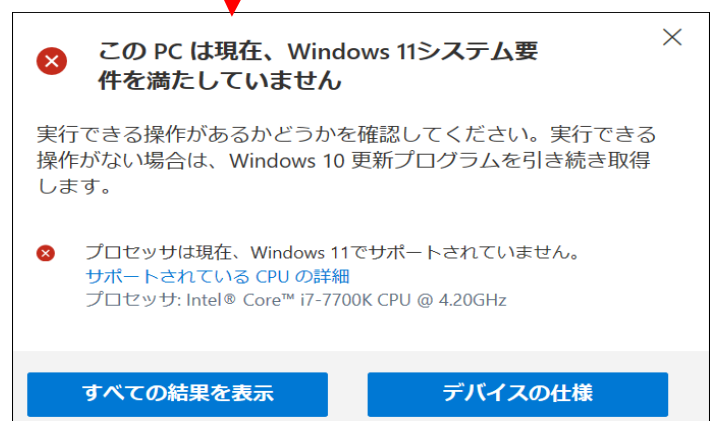 この PC は現在、Windows 11システム要
件を満たしていません
実行できる操作があるかどうかを確認してください。実行できる
操作がない場合は、Windows 10 更新プログラムを引き続き取得
します。
プロセッサは現在、Windows 11でサポートされていません。
サポートされている CPU の詳細
プロセッサ: Intel® Core™ i7-7700K CPU @ 4.20GHz
すべての結果を表示
デバイスの仕様